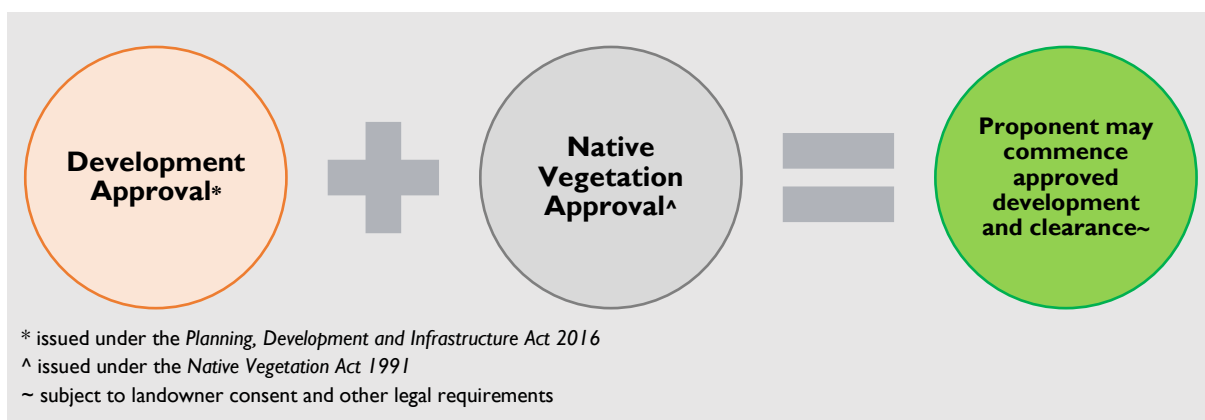 Development
Approval*
Native
Vegetation
Approval^
Proponent may
commence
approved
development
and clearance~
* issued under the Planning, Development and Infrastructure Act 2016
^ issued under the Native Vegetation Act 1991
~ subject to landowner consent and other legal requirements